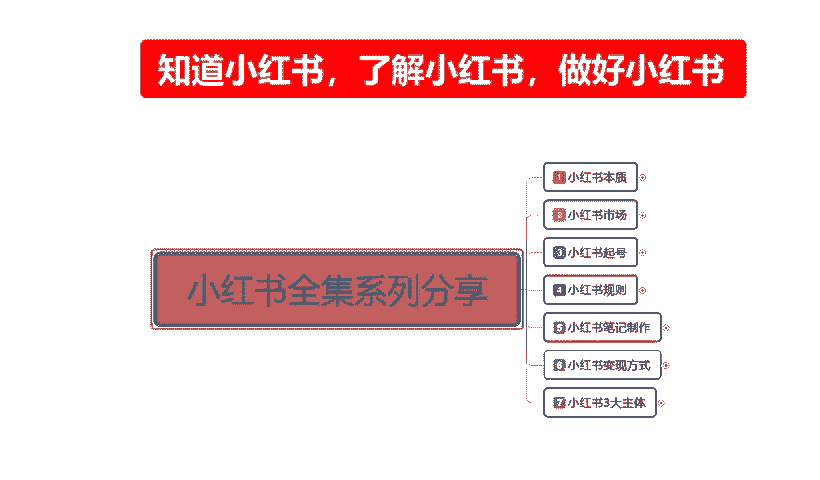 知道小红书，了解小红书，做好小红书
1 小红书本质
2 小红书市场
3 小红书起号
4 小红书规则
小红书全集系列分享
5 小红书笔记制作
6 小红书变现方式
7 小红书3大主体